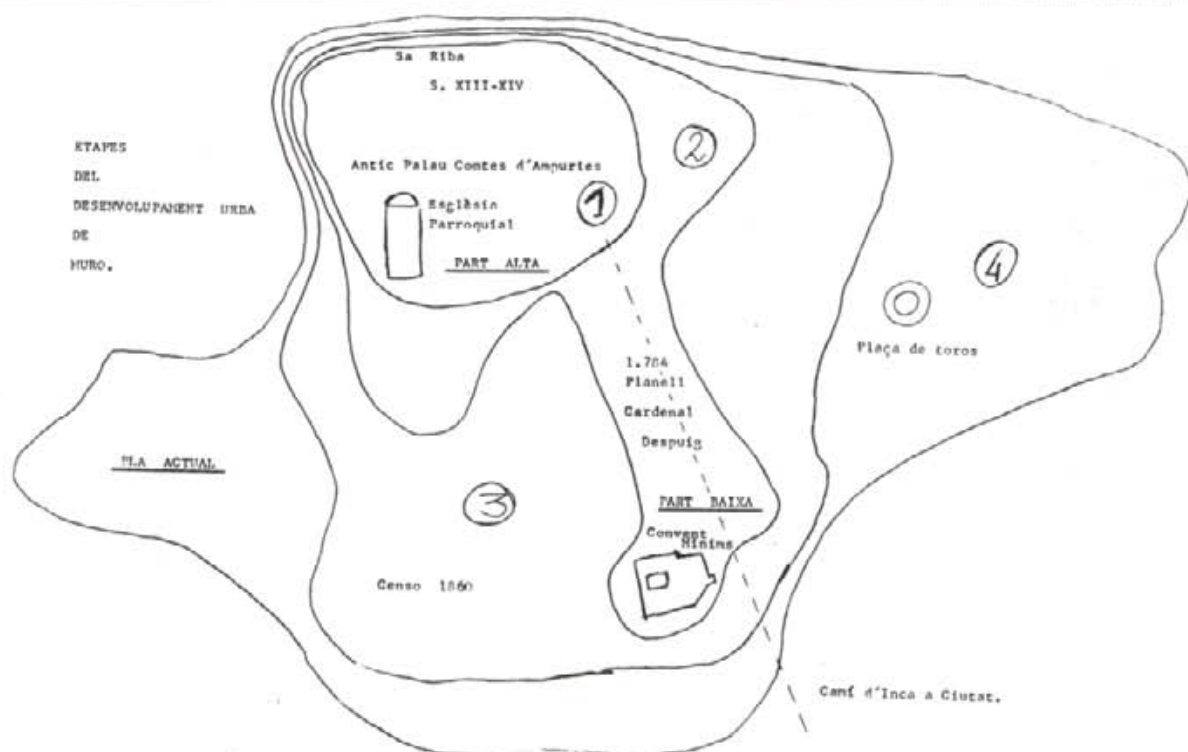 Sa Riba
S. XIII-XIV
ETAPES
DEL
DESENVOLUPAMENT URBA
DE
MURO.
2
Antic Palau Comtes d'Ampuries
1
Església
Parroquial
PART ALTA
4
Plaça de toros
1.784
Planell
Cardenal
Despuig
PLA ACTUAL
3
PART BAIXA
Convent
Minims
Censo 1860
Camí d'Inca a Ciutat.